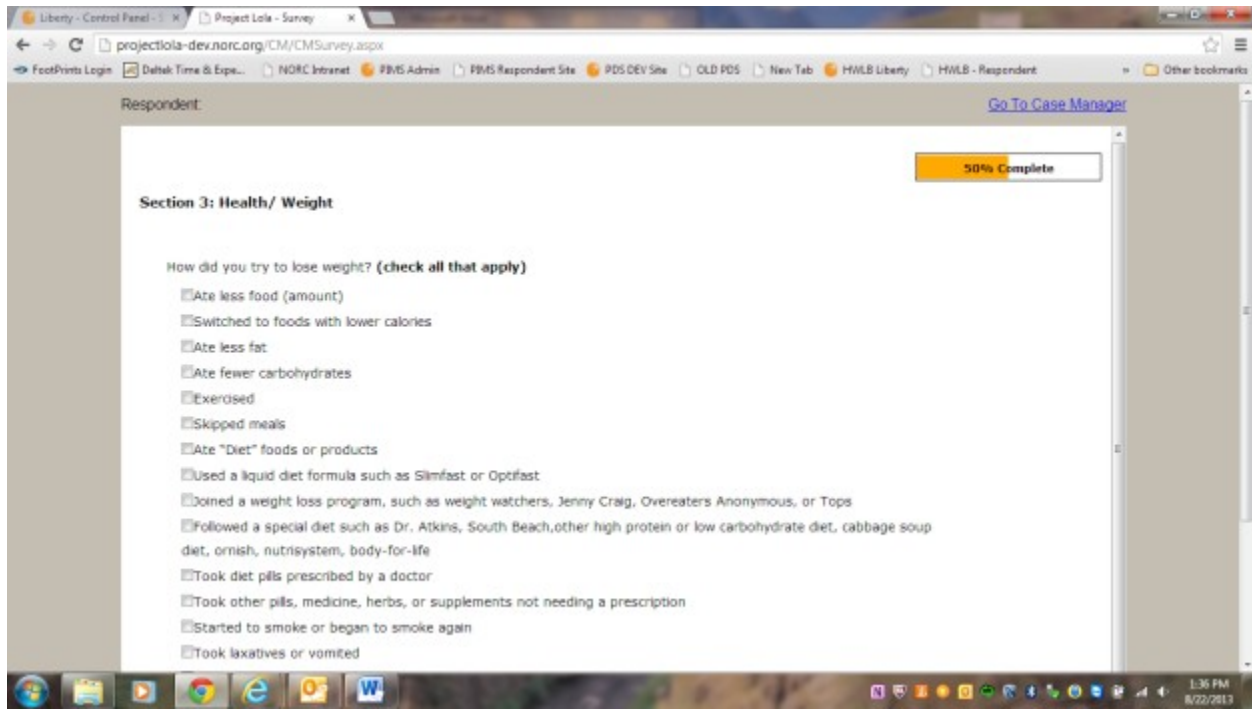 Liberty - Control Panel - S
Project Lola - Survey
projectlola-dev.norc.org/CM/CMSurvey.aspx
FootPrints Login Deltek Time & Expe... NORC Intranet PIMS Admin PIMS Respondent Site PDS DEV Site OLD PDS New Tab HWLB Liberty HWLB - Respondent » Other bookmarks
Respondent: Go To Case Manager
50% Complete
Section 3: Health/ Weight
How did you try to lose weight? (check all that apply)
Ate less food (amount)
Switched to foods with lower calories
Ate less fat
Ate fewer carbohydrates
Exercised
Skipped meals
Ate "Diet" foods or products
Used a liquid diet formula such as Slimfast or Optifast
Joined a weight loss program, such as weight watchers, Jenny Craig, Overeaters Anonymous, or Tops
Followed a special diet such as Dr. Atkins, South Beach,other high protein or low carbohydrate diet, cabbage soup
diet, ornish, nutrisystem, body-for-life
Took diet pills prescribed by a doctor
Took other pills, medicine, herbs, or supplements not needing a prescription
Started to smoke or began to smoke again
Took laxatives or vomited
1:36 PM
8/22/2013